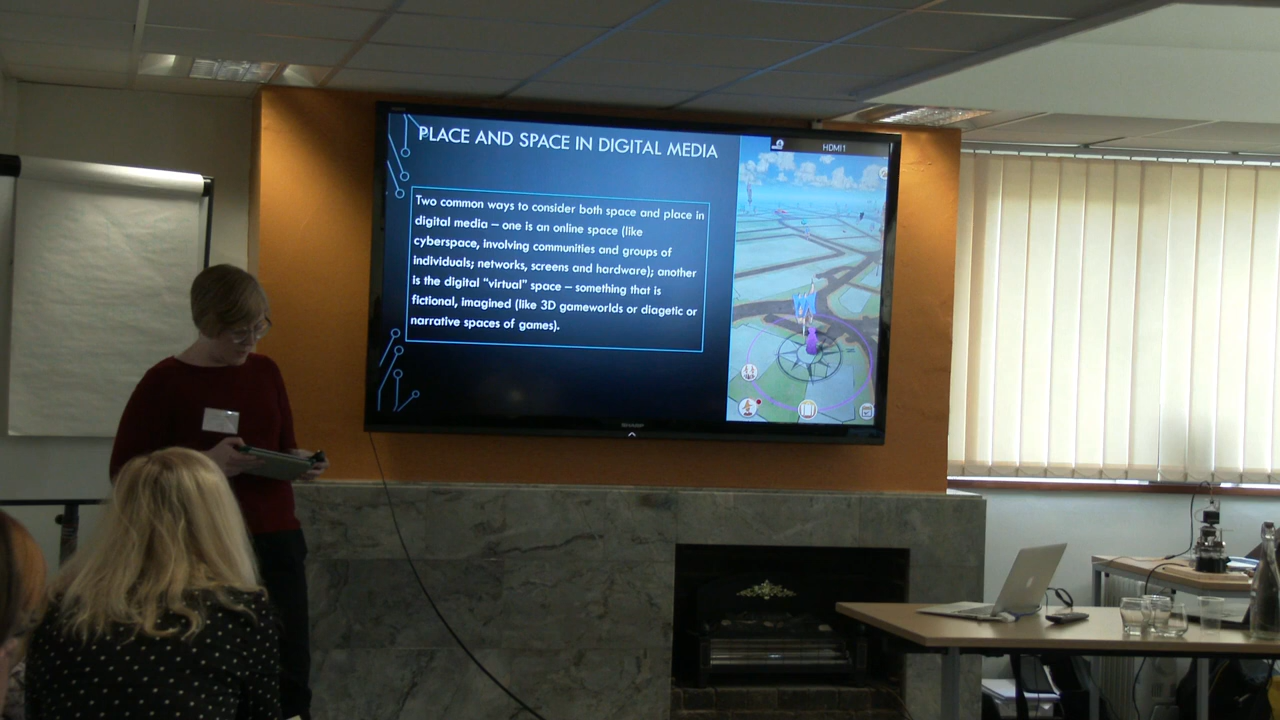 PLACE AND SPACE IN DIGITAL MEDIA
HDMI1
Two common ways to consider both space and place in
digital media – one is an online space (like
cyberspace, involving communities and groups of
individuals; networks, screens and hardware); another
is the digital “virtual” space – something that is
fictional, imagined (like 3D gameworlds or diagetic or
narrative spaces of games).
SHARP